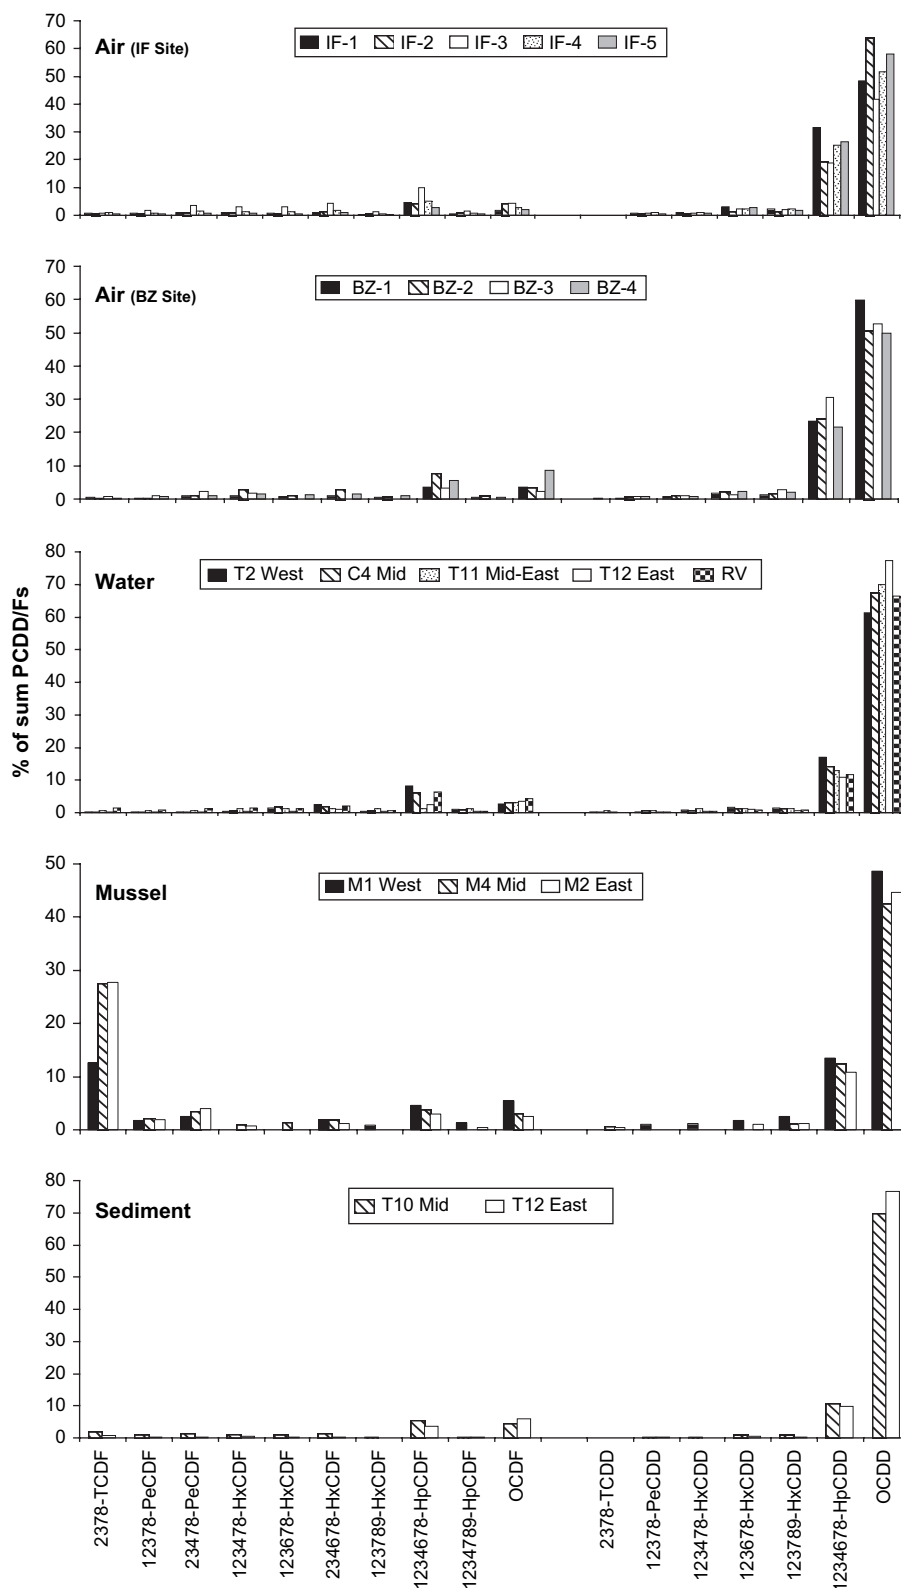 70
60
50
40
30
20
10
0
Air (IF Site)
IF-1 IF-2 IF-3 IF-4 IF-5
70
60
50
40
30
20
10
0
Air (BZ Site)
BZ-1 BZ-2 BZ-3 BZ-4
% of sum PCDD/Fs
80
70
60
50
40
30
20
10
0
Water
T2 West C4 Mid T11 Mid-East T12 East RV
50
40
30
20
10
0
Mussel
M1 West M4 Mid M2 East
80
70
60
50
40
30
20
10
0
Sediment
T10 Mid T12 East
2378-TCDF
12378-PeCDF
23478-PeCDF
123478-HxCDF
123678-HxCDF
234678-HxCDF
123789-HxCDF
1234678-HpCDF
1234789-HpCDF
OCDF
2378-TCDD
12378-PeCDD
123478-HxCDD
123678-HxCDD
123789-HxCDD
1234678-HpCDD
OCDD